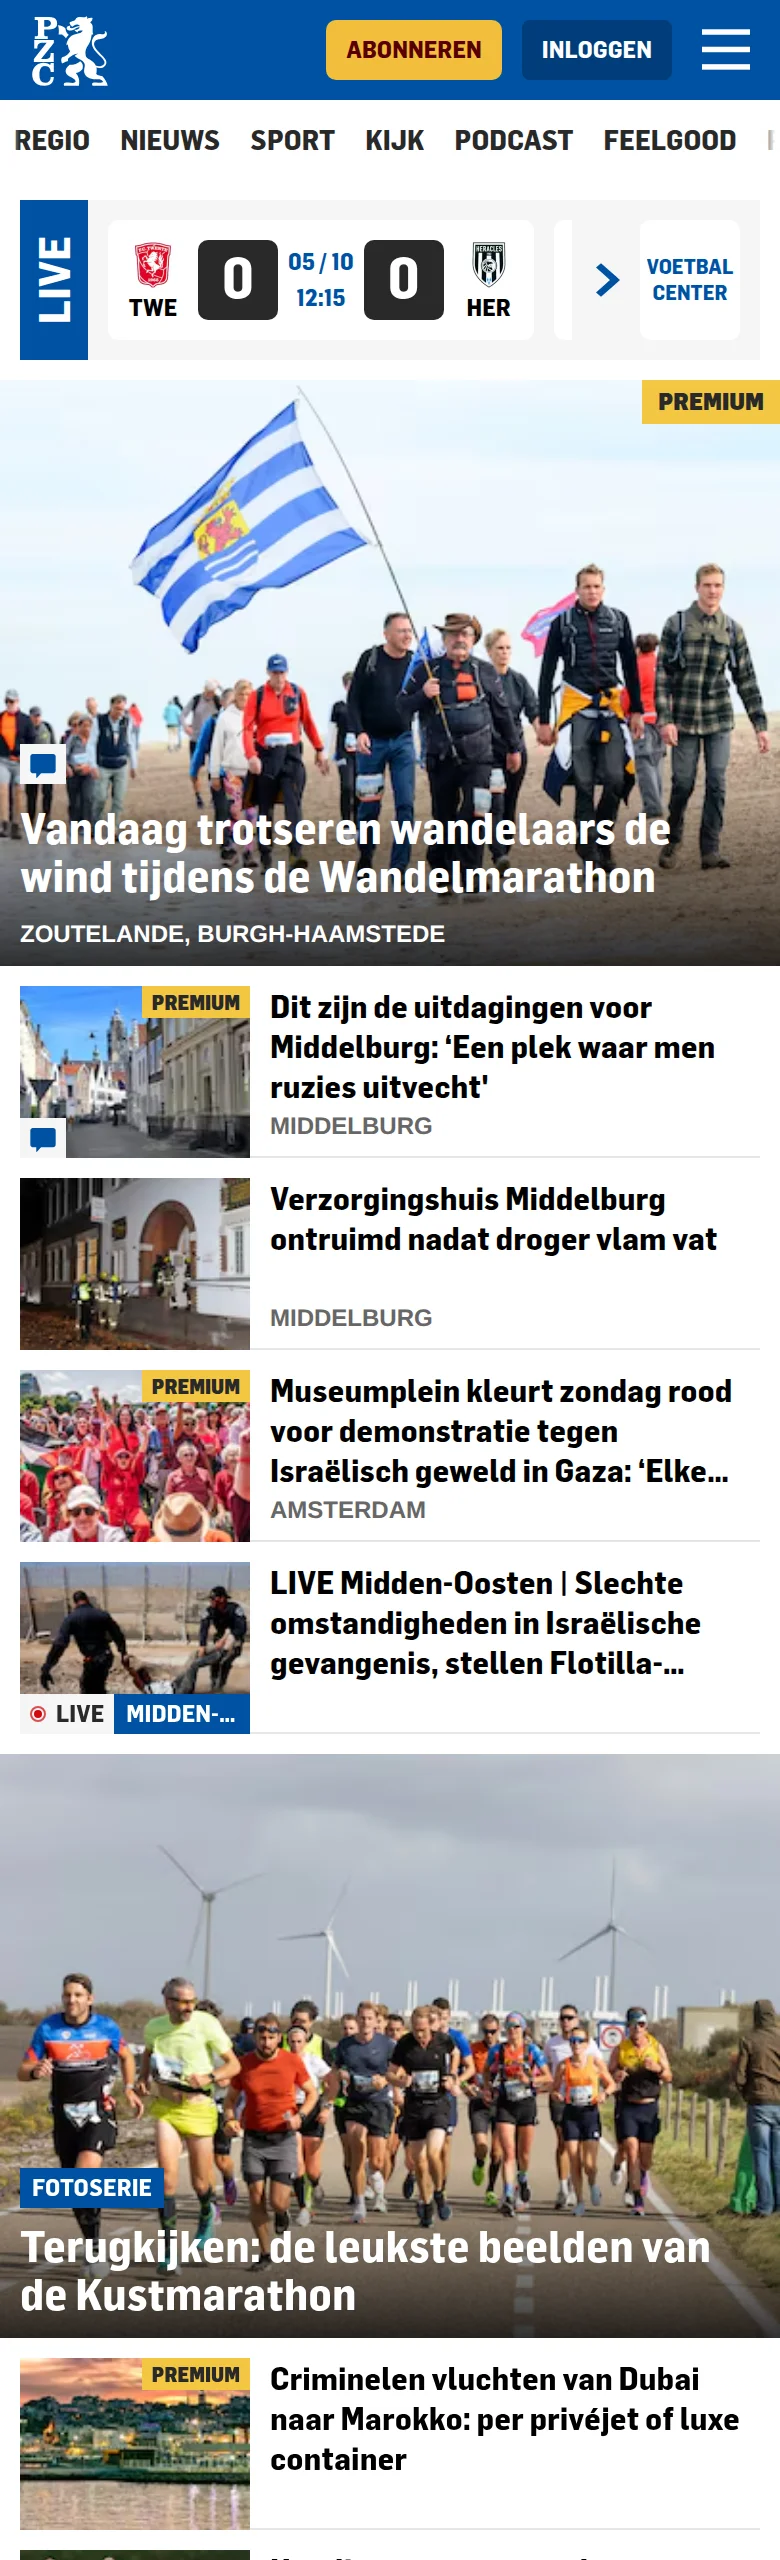 PZC
ABONNEREN
INLOGGEN
REGIO NIEUWS SPORT KIJK PODCAST FEELGOOD
LIVE
TWE
0
05 / 10
12:15
0
HERACLES
HER
VOETBAL
CENTER
PREMIUM
Vandaag trotseren wandelaars de
wind tijdens de Wandelmarathon
ZOUTELANDE, BURGH-HAAMSTEDE
PREMIUM
Dit zijn de uitdagingen voor
Middelburg: ‘Een plek waar men
ruzies uitvecht'
MIDDELBURG
Verzorgingshuis Middelburg
ontruimd nadat droger vlam vat
MIDDELBURG
PREMIUM
Museumplein kleurt zondag rood
voor demonstratie tegen
Israëlisch geweld in Gaza: ‘Elke...
AMSTERDAM
LIVE MIDDEN-...
LIVE Midden-Oosten | Slechte
omstandigheden in Israëlische
gevangenis, stellen Flotilla-...
FOTOSERIE
Terugkijken: de leukste beelden van
de Kustmarathon
PREMIUM
Criminelen vluchten van Dubai
naar Marokko: per privéjet of luxe
container